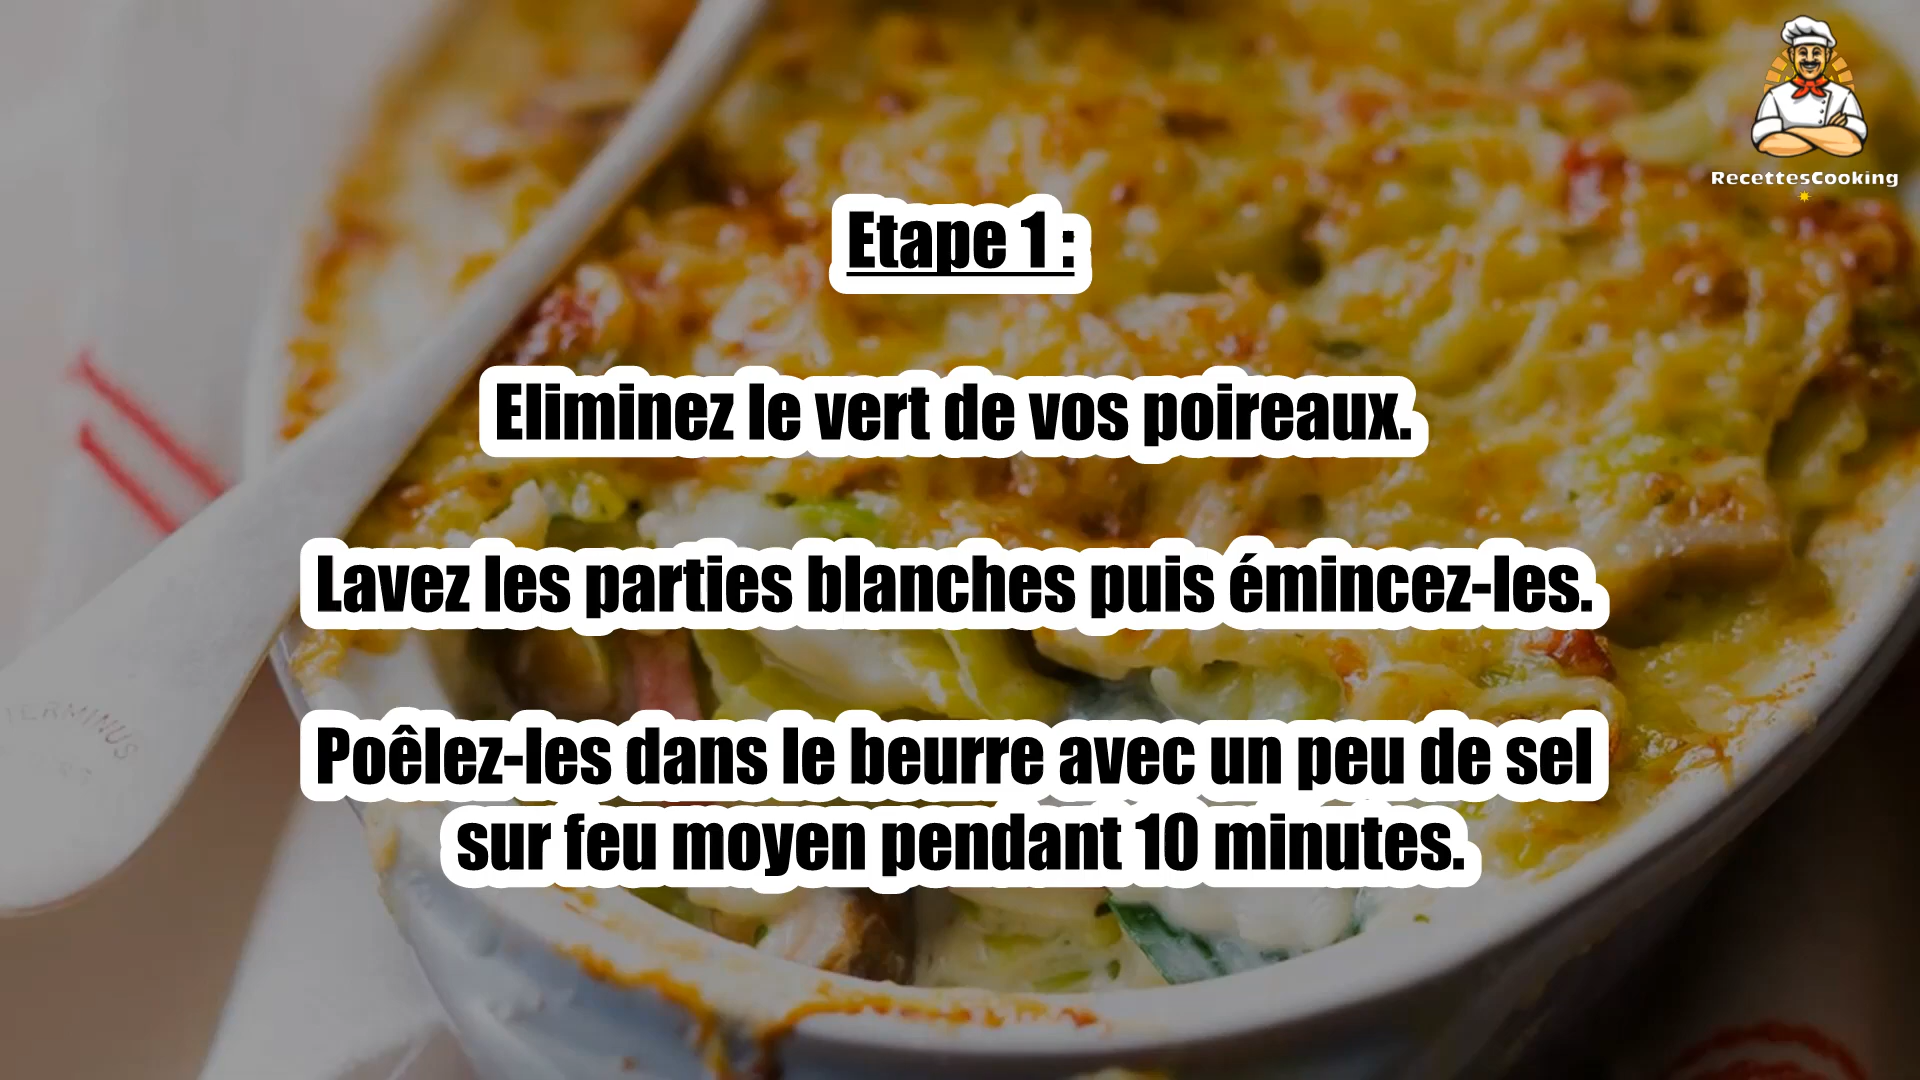 RecettesCooking
Etape 1 :
Eliminez le vert de vos poireaux.
Lavez les parties blanches puis émincez-les.
Poêlez-les dans le beurre avec un peu de sel
sur feu moyen pendant 10 minutes.
TERMINUS